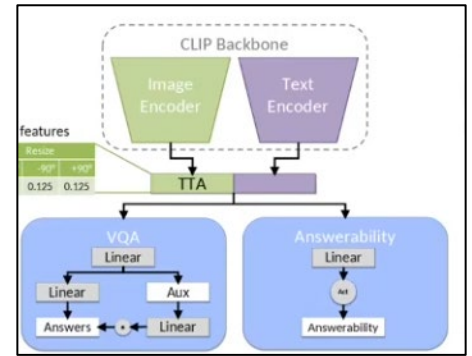 CLIP Backbone
Image
Encoder
Text
Encoder
features
Resize
-90° +90°
0.125 0.125
TTA
VQA
Linear
Linear
Aux
Answers
*
Linear
Answerability
Linear
Act
Answerability